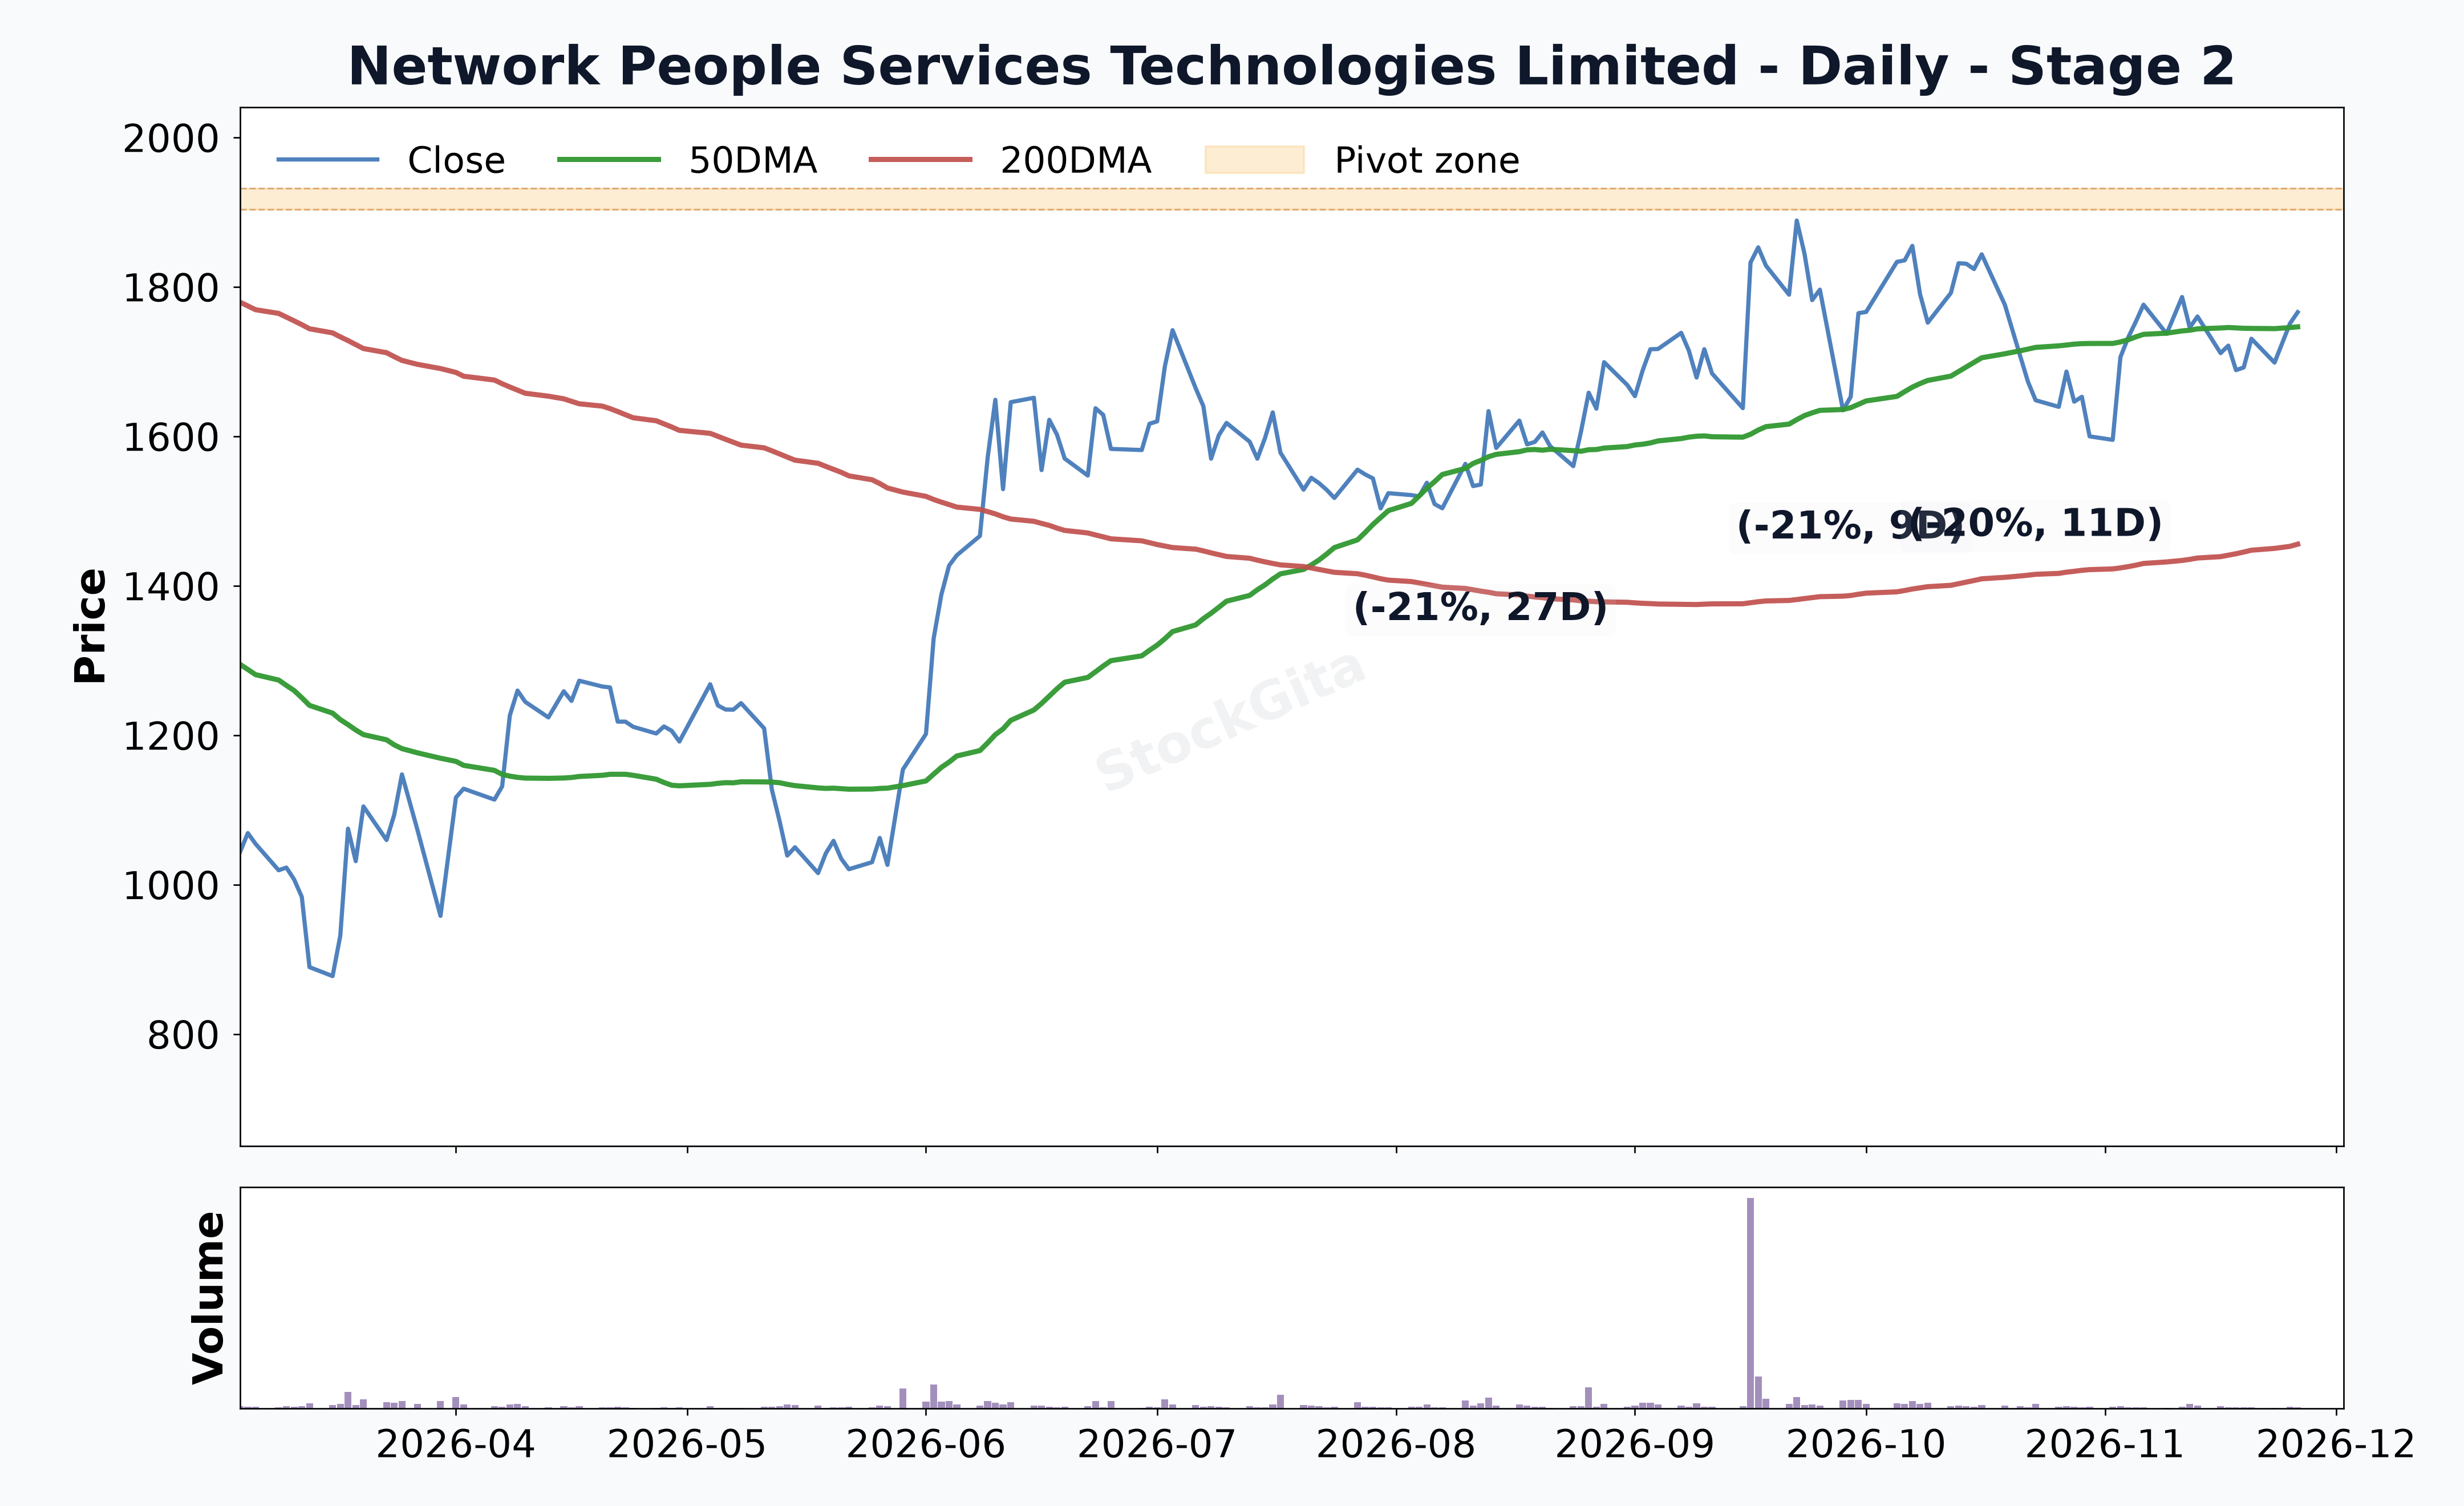 Network People Services Technologies Limited - Daily - Stage 2
Close
50DMA
200DMA
Pivot zone
Price
2000
1800
1600
1400
1200
1000
800
(-21%, 9D)
(-20%, 11D)
(-21%, 27D)
StockGita
Volume
2026-04
2026-05
2026-06
2026-07
2026-08
2026-09
2026-10
2026-11
2026-12